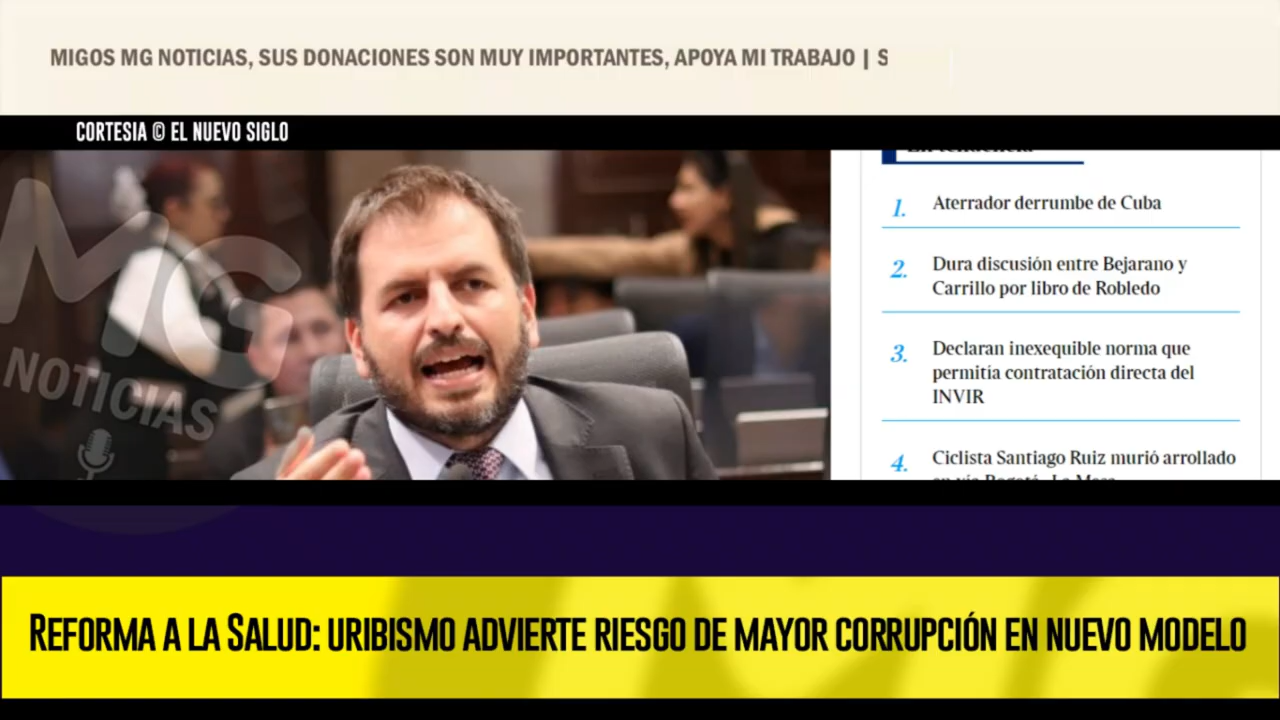 MIGOS MG NOTICIAS, SUS DONACIONES SON MUY IMPORTANTES, APOYA MI TRABAJO | S
CORTESIA © EL NUEVO SIGLO
MG
NOTICIAS
1. Aterrador derrumbe de Cuba
2. Dura discusión entre Bejarano y
Carrillo por libro de Robledo
3. Declaran inexequible norma que
permitía contratación directa del
INVIR
4. Ciclista Santiago Ruiz murió arrollado
REFORMA A LA SALUD: URIBISMO ADVIERTE RIESGO DE MAYOR CORRUPCIÓN EN NUEVO MODELO